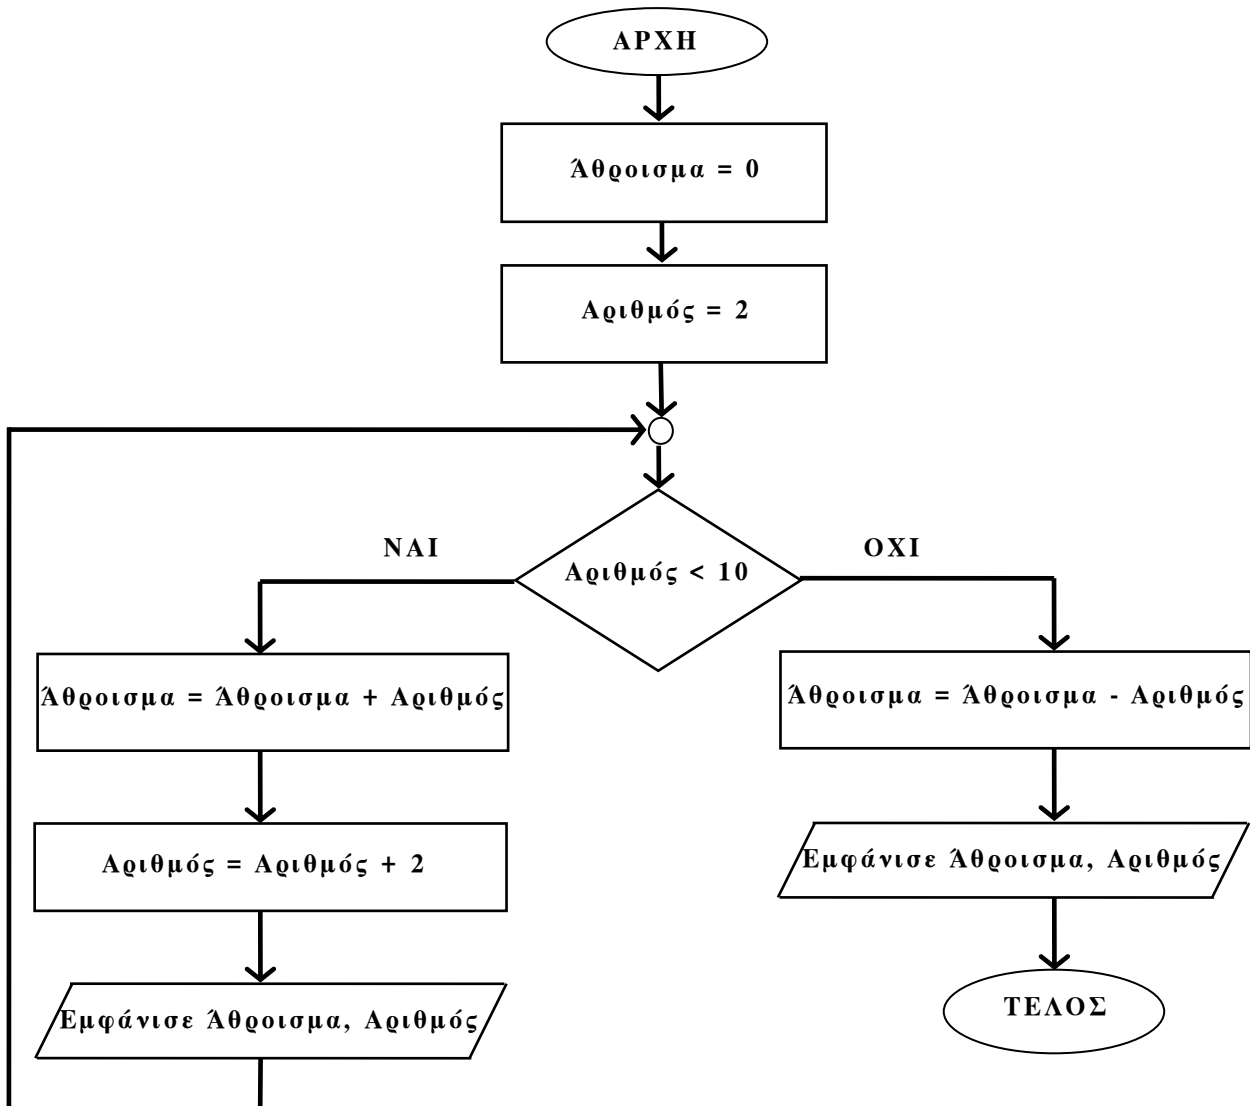 ΑΡΧΗ
Άθροισμα = 0
Αριθμός = 2
ΝΑΙ
ΟΧΙ
Αριθμός < 10
Άθροισμα = Άθροισμα + Αριθμός
Άθροισμα = Άθροισμα - Αριθμός
Αριθμός = Αριθμός + 2
Εμφάνισε Άθροισμα, Αριθμός
Εμφάνισε Άθροισμα, Αριθμός
ΤΕΛΟΣ